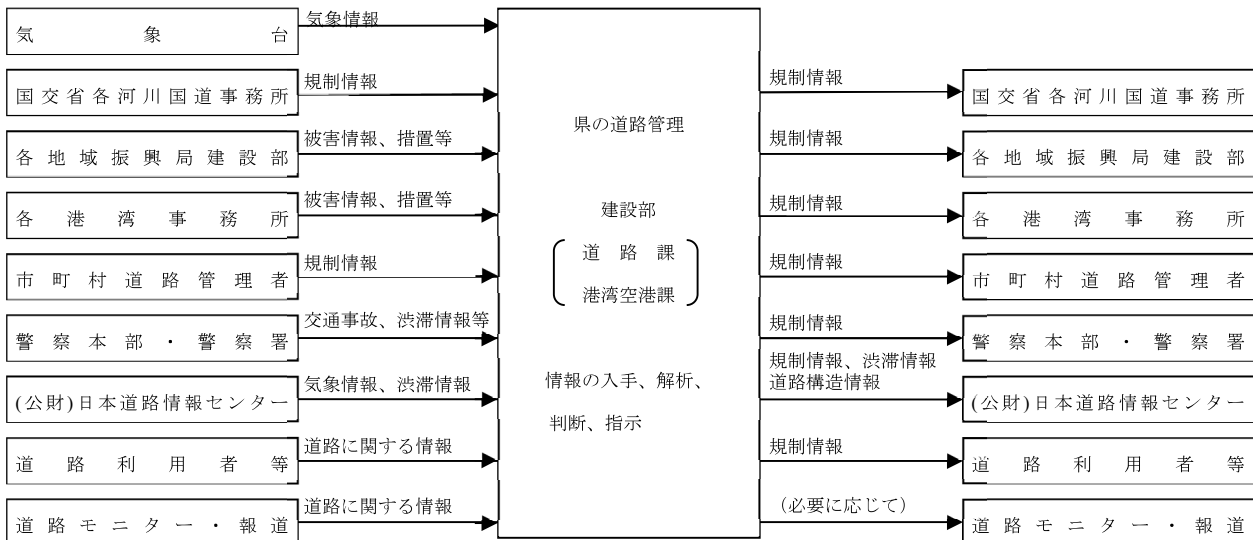 気象台
気象情報
国交省各河川国道事務所
規制情報
各地域振興局建設部
被害情報、措置等
各港湾事務所
被害情報、措置等
市町村道路管理者
規制情報
警察本部・警察署
交通事故、渋滞情報等
(公財)日本道路情報センター
気象情報、渋滞情報
道路利用者等
道路に関する情報
道路モニター・報道
道路に関する情報
県の道路管理
建設部
道路課
港湾空港課
情報の入手、解析、
判断、指示
規制情報
国交省各河川国道事務所
規制情報
各地域振興局建設部
規制情報
各港湾事務所
規制情報
市町村道路管理者
規制情報
警察本部・警察署
規制情報、渋滞情報
道路構造情報
(公財)日本道路情報センター
規制情報
道路利用者等
（必要に応じて）
道路モニター・報道